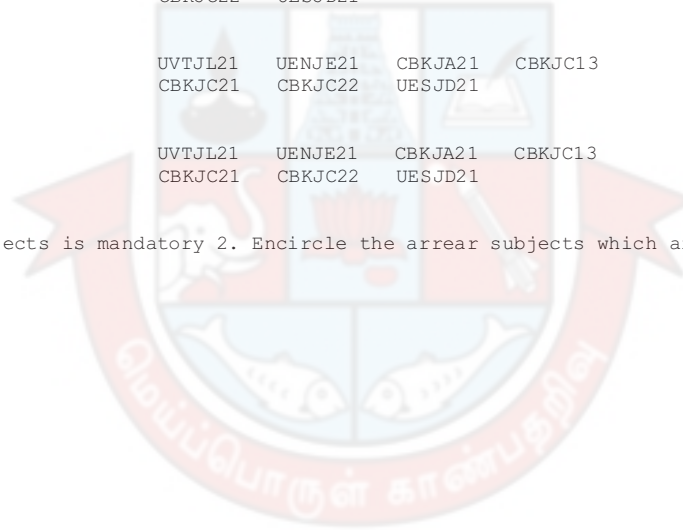 UVTJL21 UENJE21 CBKJA21 CBKJC13
CBKJC21 CBKJC22 UESJD21
UVTJL21 UENJE21 CBKJA21 CBKJC13
CBKJC21 CBKJC22 UESJD21
ects is mandatory 2. Encircle the arrear subjects which a
மெய்ப்பொருள் காண்பதறிவு